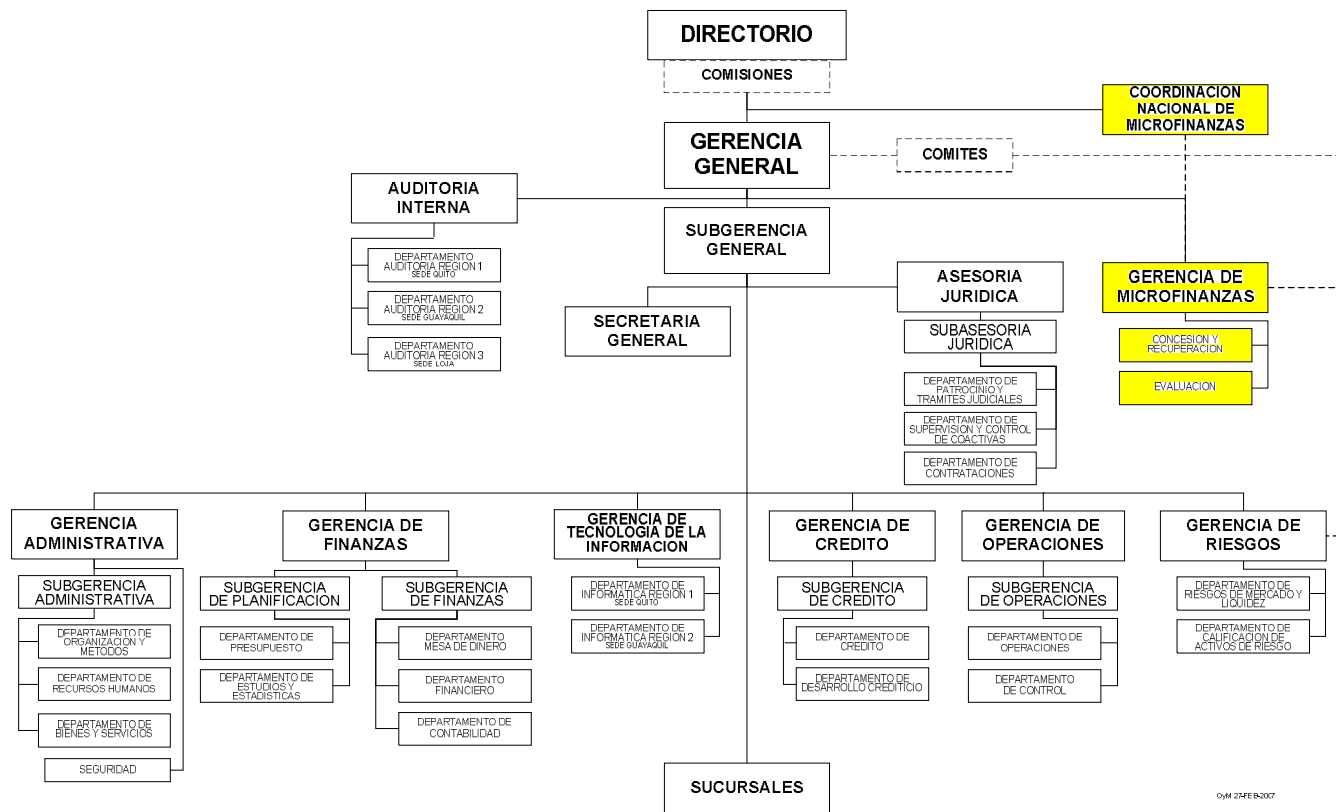 DIRECTORIO
COMISIONES
COORDINACION
NACIONAL DE
MICROFINANZAS
GERENCIA
GENERAL
COMITES
AUDITORIA
INTERNA
SUBGERENCIA
GENERAL
DEPARTAMENTO
AUDITORIA REGION 1
SEDE QUITO
DEPARTAMENTO
AUDITORIA REGION 2
SEDE GUAYAQUIL
DEPARTAMENTO
AUDITORIA REGION 3
SEDE LOJA
SECRETARIA
GENERAL
ASESORIA
JURIDICA
SUBASESORIA
JURIDICA
DEPARTAMENTO DE
PATROCINIO Y
TRAMITES JUDICIALES
DEPARTAMENTO DE
SUPERVISION Y CONTROL
DE COACTIVAS
DEPARTAMENTO DE
CONTRATACIONES
GERENCIA DE
MICROFINANZAS
CONCESION Y
RECUPERACION
EVALUACION
GERENCIA
ADMINISTRATIVA
SUBGERENCIA
ADMINISTRATIVA
DEPARTAMENTO DE
ORGANIZACIÓN Y
METODOS
DEPARTAMENTO DE
RECURSOS HUMANOS
DEPARTAMENTO DE
BIENES Y SERVICIOS
SEGURIDAD
GERENCIA DE
FINANZAS
SUBGERENCIA
DE PLANIFICACION
DEPARTAMENTO DE
PRESUPUESTO
DEPARTAMENTO DE
ESTUDIOS Y
ESTADÍSTICAS
SUBGERENCIA
DE FINANZAS
DEPARTAMENTO
MESA DE DINERO
DEPARTAMENTO
FINANCIERO
DEPARTAMENTO DE
CONTABILIDAD
GERENCIA DE
TECNOLOGIA DE LA
INFORMACION
DEPARTAMENTO DE
INFORMATICA REGION 1
SEDE QUITO
DEPARTAMENTO DE
INFORMATICA REGION 2
SEDE GUAYAQUIL
GERENCIA DE
CREDITO
SUBGERENCIA
DE CREDITO
DEPARTAMENTO DE
CREDITO
DEPARTAMENTO DE
DESARROLLO CREDITICIO
GERENCIA DE
OPERACIONES
SUBGERENCIA
DE OPERACIONES
DEPARTAMENTO DE
OPERACIONES
DEPARTAMENTO
DE CONTROL
GERENCIA DE
RIESGOS
DEPARTAMENTO DE
RIESGOS DE MERCADO Y
LIQUIDEZ
DEPARTAMENTO DE
CALIFICACION DE
ACTIVOS DE RIESGO
SUCURSALES
OyM 27-FEB-2007